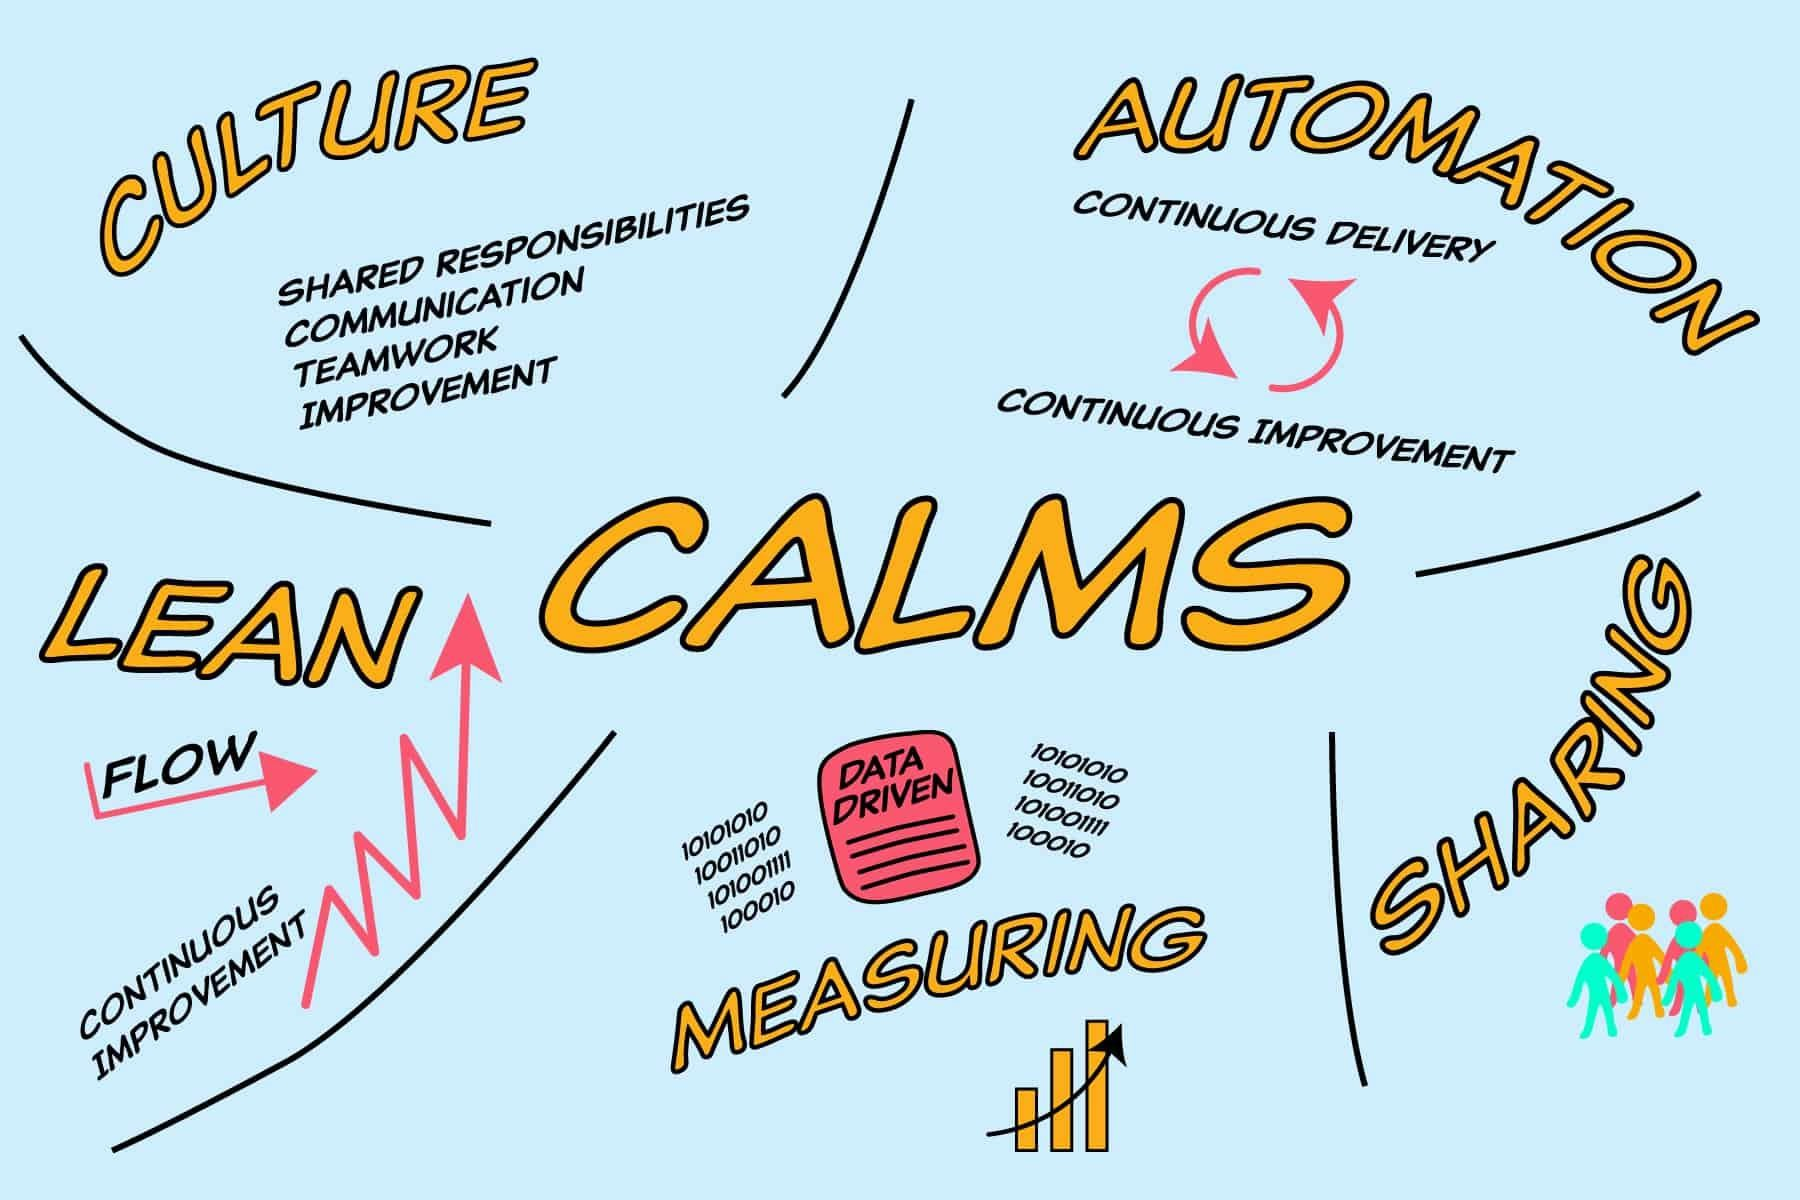 CULTURE
SHARED RESPONSIBILITIES
COMMUNICATION
TEAMWORK
IMPROVEMENT
AUTOMATION
CONTINUOUS DELIVERY
CONTINUOUS IMPROVEMENT
CALMS
LEAN
FLOW
CONTINUOUS
IMPROVEMENT
10101010
10011010
101001111
100010
DATA
DRIVEN
10101010
10011010
101001111
100010
MEASURING
SHARING